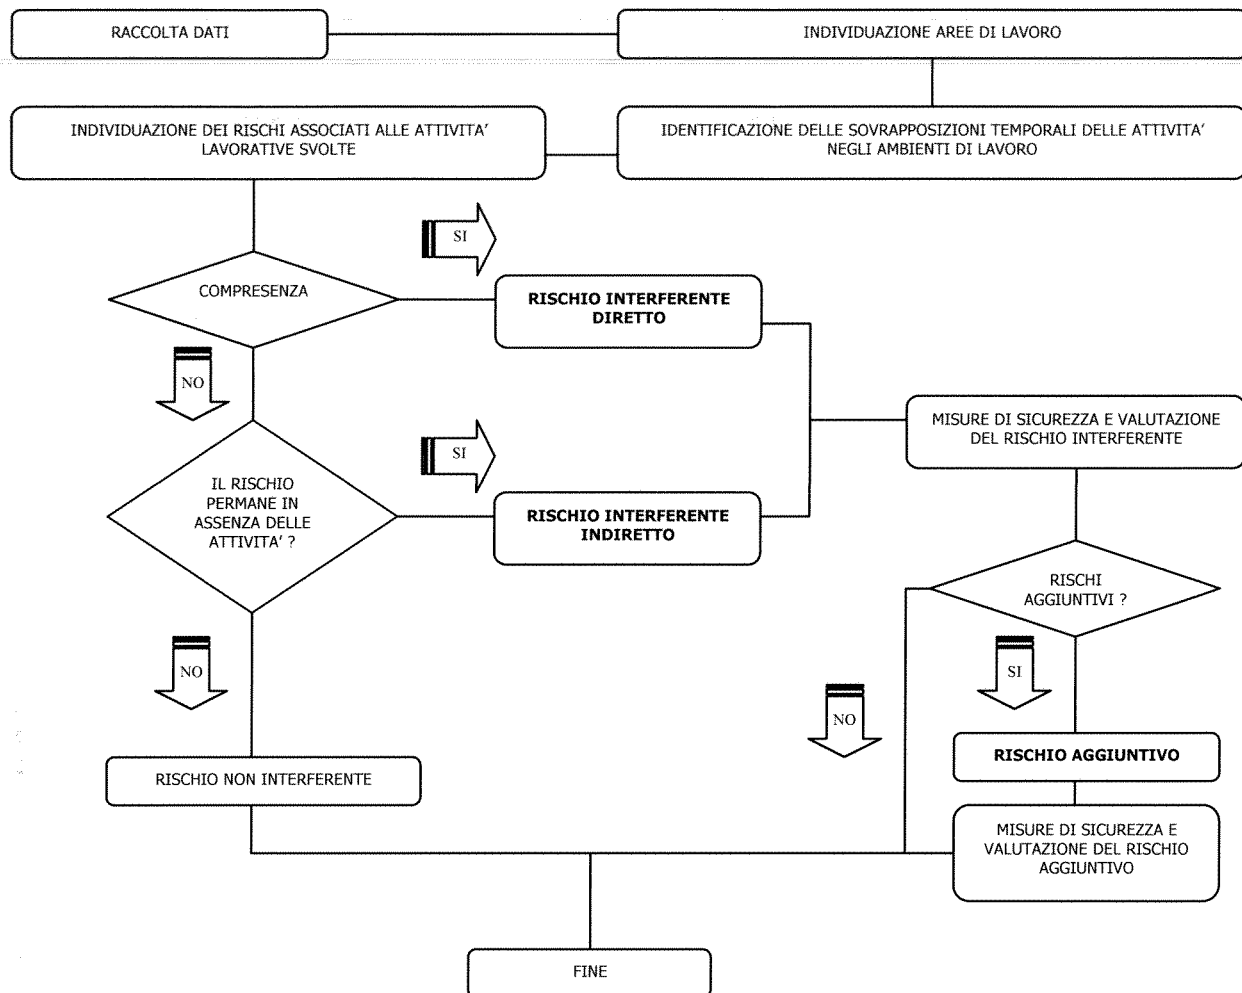 RACCOLTA DATI
INDIVIDUAZIONE AREE DI LAVORO
INDIVIDUAZIONE DEI RISCHI ASSOCIATI ALLE ATTIVITA’
LAVORATIVE SVOLTE
IDENTIFICAZIONE DELLE SOVRAPPOSIZIONI TEMPORALI DELLE ATTIVITA’
NEGLI AMBIENTI DI LAVORO
SI
COMPRESENZA
RISCHIO INTERFERENTE
DIRETTO
NO
MISURE DI SICUREZZA E VALUTAZIONE
DEL RISCHIO INTERFERENTE
SI
IL RISCHIO
PERMANE IN
ASSENZA DELLE
ATTIVITA’ ?
RISCHIO INTERFERENTE
INDIRETTO
RISCHI
AGGIUNTIVI ?
NO
SI
NO
RISCHIO AGGIUNTIVO
RISCHIO NON INTERFERENTE
MISURE DI SICUREZZA E
VALUTAZIONE DEL RISCHIO
AGGIUNTIVO
FINE